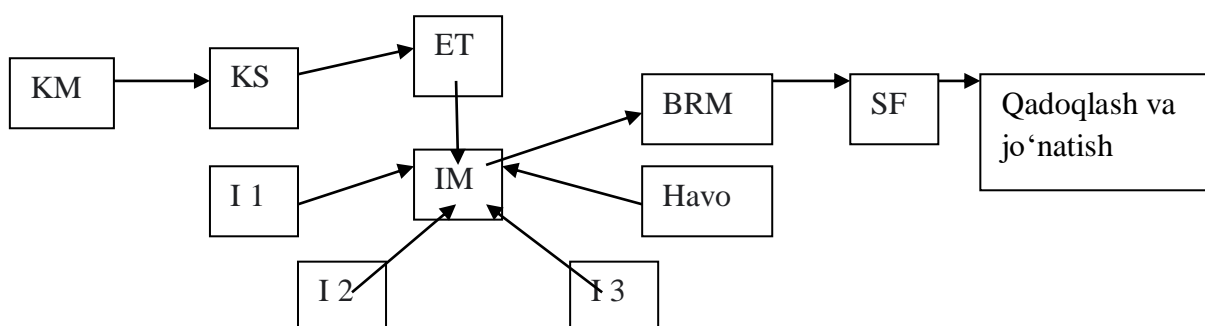 ET
KM
KS
BRM
SF
Qadoqlash va
jo‘natish
I 1
IM
Havo
I 2
I 3